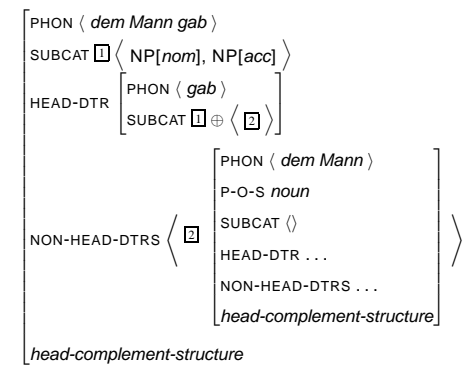 PHON ⟨ dem Mann gab ⟩
SUBCAT 1 ⟨ NP[nom], NP[acc] ⟩
HEAD-DTR [ PHON ⟨ gab ⟩
SUBCAT 1 ⊕ ⟨ 2 ⟩ ]
NON-HEAD-DTRS ⟨ 2 [ PHON ⟨ dem Mann ⟩
P-O-S noun
SUBCAT ⟨⟩
HEAD-DTR ...
NON-HEAD-DTRS ...
head-complement-structure ] ⟩
head-complement-structure